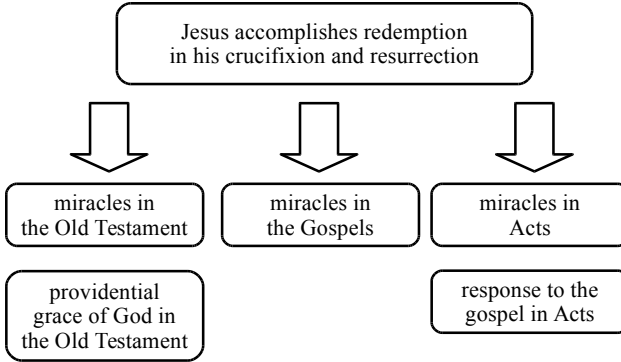 Jesus accomplishes redemption
in his crucifixion and resurrection
miracles in
the Old Testament
miracles in
the Gospels
miracles in
Acts
providential
grace of God in
the Old Testament
response to the
gospel in Acts